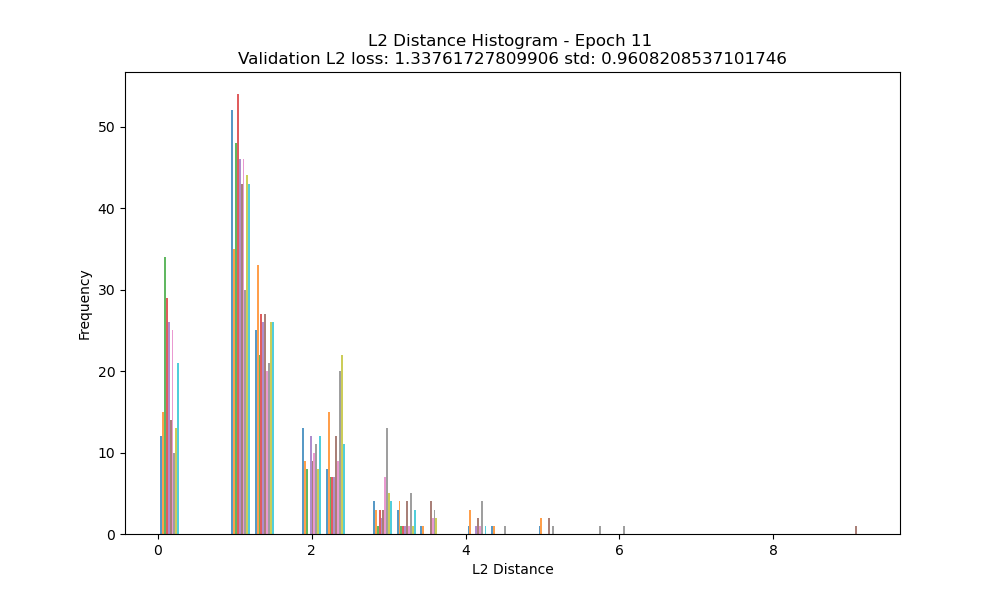 L2 Distance Histogram - Epoch 11
Validation L2 loss: 1.33761727809906 std: 0.9608208537101746
50
40
30
20
10
0
Frequency
0 2 4 6 8
L2 Distance